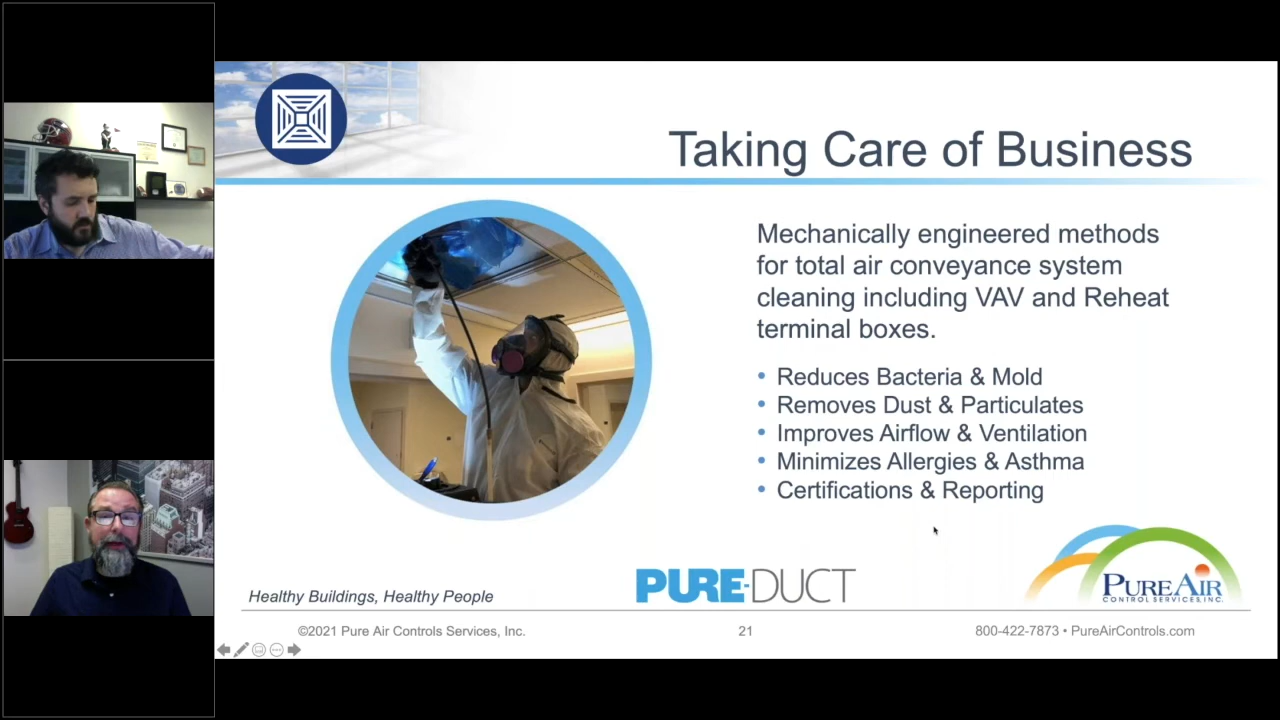 Taking Care of Business
Mechanically engineered methods
for total air conveyance system
cleaning including VAV and Reheat
terminal boxes.
• Reduces Bacteria & Mold
• Removes Dust & Particulates
• Improves Airflow & Ventilation
• Minimizes Allergies & Asthma
• Certifications & Reporting
PURE-DUCT
PUREAIR
CONTROL SERVICES, INC.
Healthy Buildings, Healthy People
©2021 Pure Air Controls Services, Inc.
21
800-422-7873 • PureAirControls.com